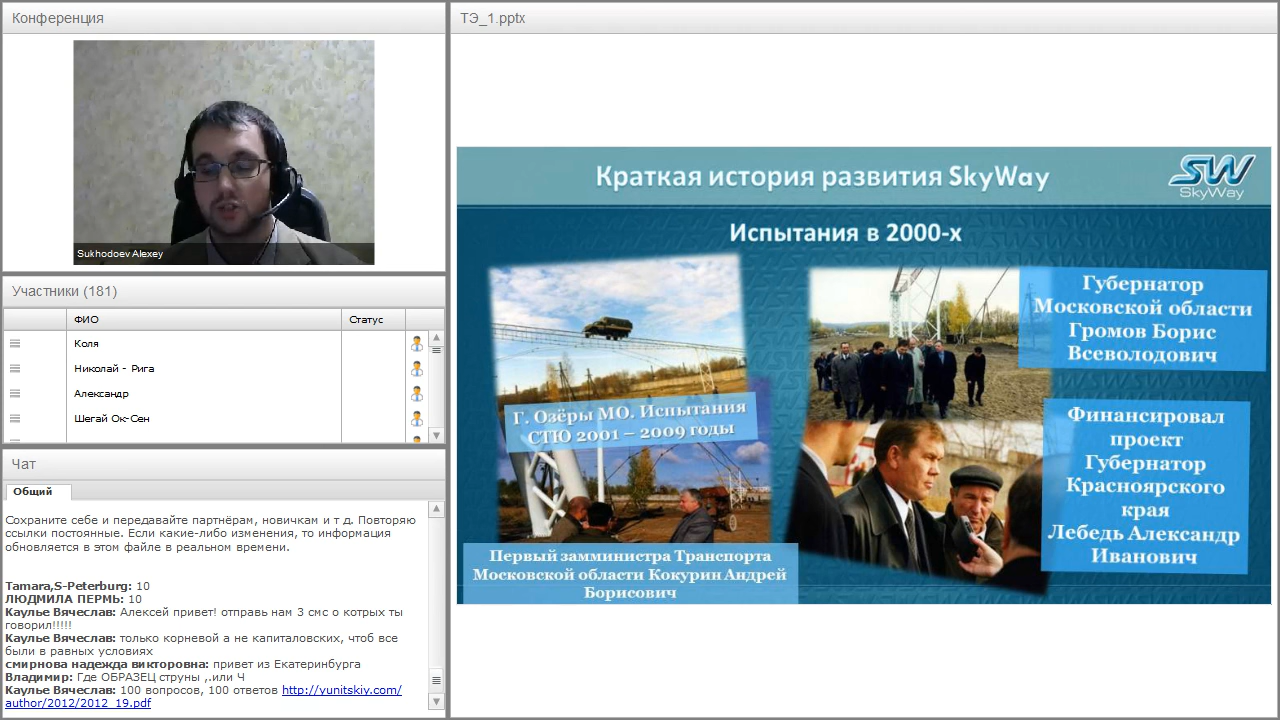 Конференция
Sukhodoev Alexey
Участники (181)
ФИО
Статус
Коля
Николай - Рига
Александр
Шегай Ок-Сен
Чат
Общий
Сохраните себе и передавайте партнёрам, новичкам и т д. Повторяю
ссылки постоянные. Если какие-либо изменения, то информация
обновляется в этом файле в реальном времени.
Tamara,S-Peterburg: 10
ЛЮДМИЛА ПЕРМЬ: 10
Каулье Вячеслав: Алексей привет! отправь нам 3 смс о котрых ты
говорил!!!!!
Каулье Вячеслав: только корневой а не капиталовских, чтоб все
были в равных условиях
смирнова надежда викторовна: привет из Екатеринбурга
Владимир: Где ОБРАЗЕЦ струны ,.или Ч
Каулье Вячеслав: 100 вопросов, 100 ответов http://yunitskiy.com/
author/2012/2012_19.pdf
ТЭ_1.pptx
Краткая история развития SkyWay
SW
SkyWay
Испытания в 2000-х
Г. Озёры МО. Испытания
СТЮ 2001 – 2009 годы
Первый замминистра Транспорта
Московской области Кокурин Андрей
Борисович
Губернатор
Московской области
Громов Борис
Всеволодович
Финансировал
проект
Губернатор
Красноярского
края
Лебедь Александр
Иванович